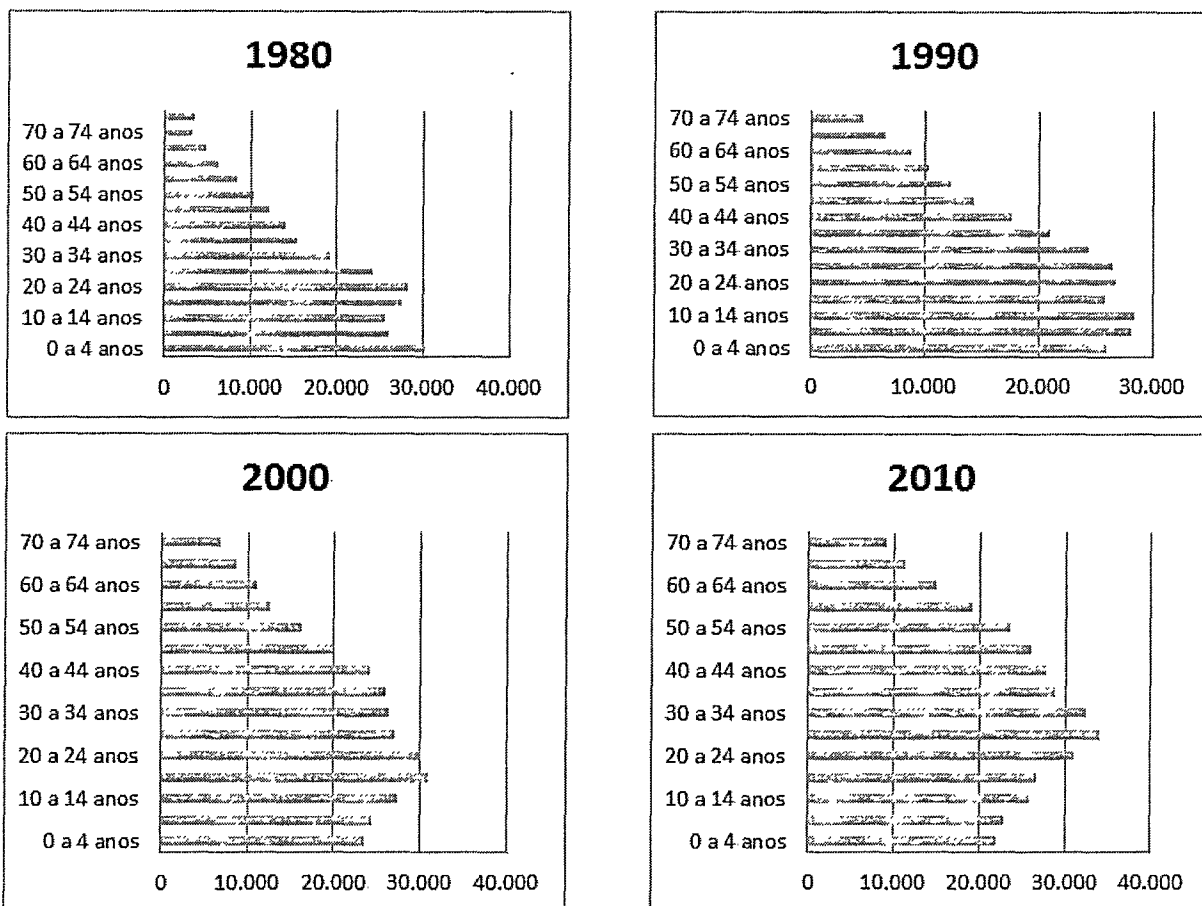 1980
70 a 74 anos
60 a 64 anos
50 a 54 anos
40 a 44 anos
30 a 34 anos
20 a 24 anos
10 a 14 anos
0 a 4 anos
0 10.000 20.000 30.000 40.000
1990
70 a 74 anos
60 a 64 anos
50 a 54 anos
40 a 44 anos
30 a 34 anos
20 a 24 anos
10 a 14 anos
0 a 4 anos
0 10.000 20.000 30.000
2000
70 a 74 anos
60 a 64 anos
50 a 54 anos
40 a 44 anos
30 a 34 anos
20 a 24 anos
10 a 14 anos
0 a 4 anos
0 10.000 20.000 30.000 40.000
2010
70 a 74 anos
60 a 64 anos
50 a 54 anos
40 a 44 anos
30 a 34 anos
20 a 24 anos
10 a 14 anos
0 a 4 anos
0 10.000 20.000 30.000 40.000